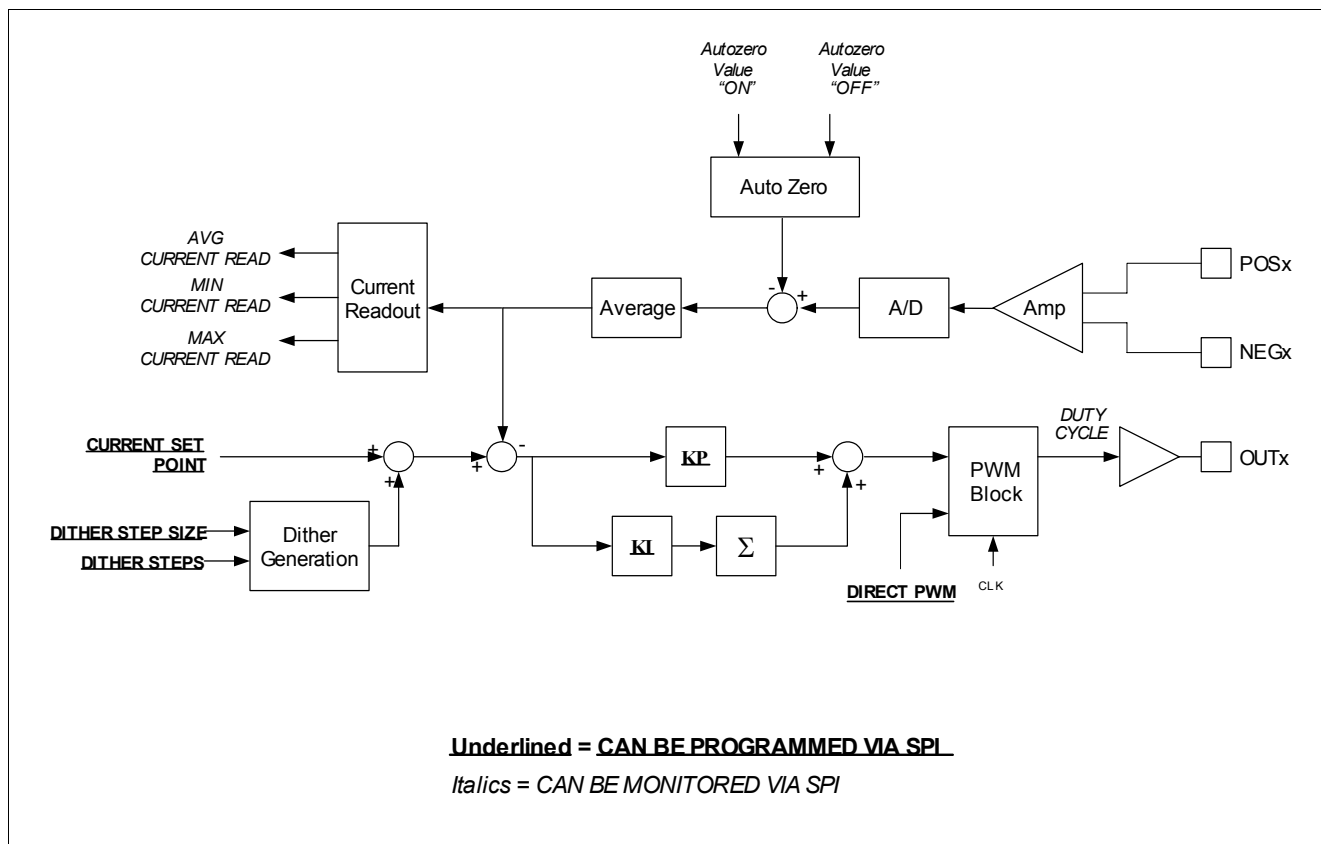 Autozero
Value
“ON”
Autozero
Value
“OFF”
Auto Zero
AVG
CURRENT READ
MIN
CURRENT READ
MAX
CURRENT READ
Current
Readout
Average
-
+
A/D
Amp
POSx
NEGx
CURRENT SET
POINT
+
+
-
+
KP
+
+
PWM
Block
DUTY
CYCLE
OUTx
DITHER STEP SIZE
DITHER STEPS
Dither
Generation
KI
Σ
DIRECT PWM
CLK
Underlined = CAN BE PROGRAMMED VIA SPI
Italics = CAN BE MONITORED VIA SPI